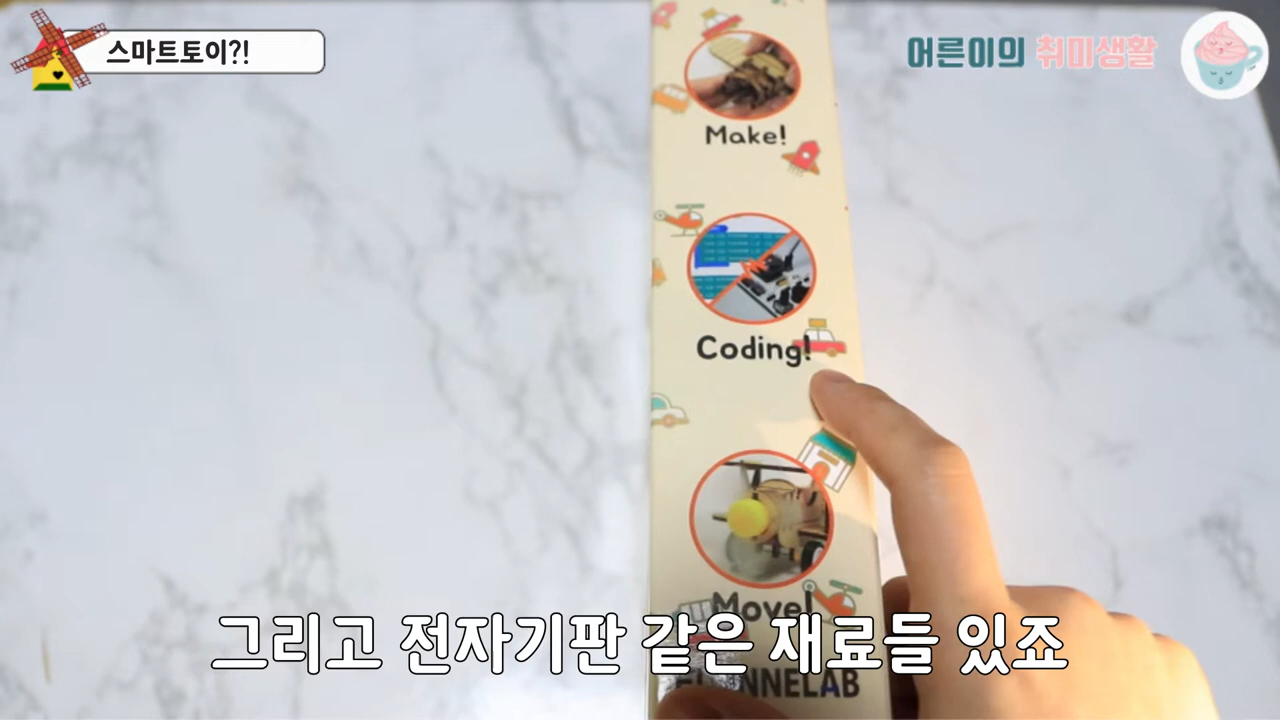 스마트토이?!
어른이의 취미생활
Make!
Coding!
Move!
그리고 전자기판 같은 재료들 있죠